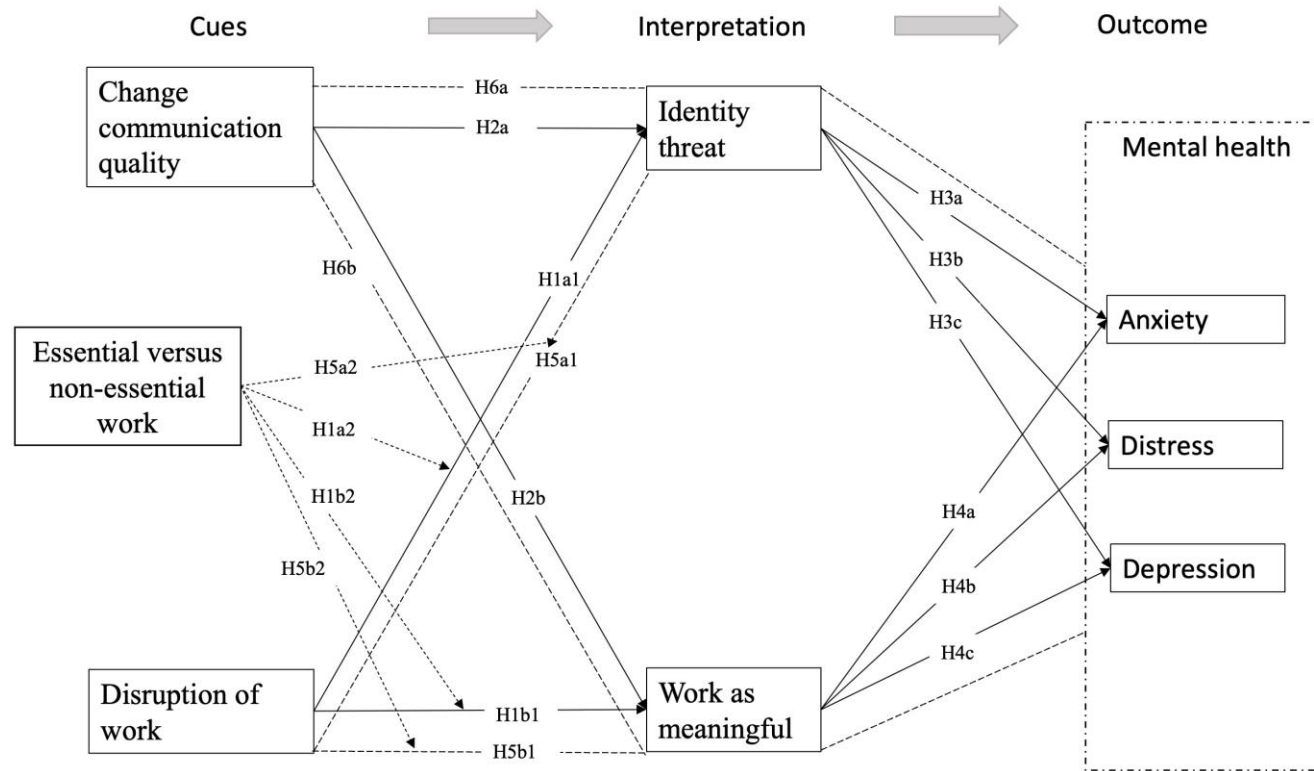 Cues
Interpretation
Outcome
Change
communication
quality
H6a
H2a
Identity
threat
Mental health
H3a
H3b
H3c
H6b
H1a1
Essential versus
non-essential
work
H5a2
H5a1
H1a2
H1b2
H5b2
H2b
Anxiety
Distress
Depression
H4a
H4b
H4c
Disruption of
work
H1b1
H5b1
Work as
meaningful